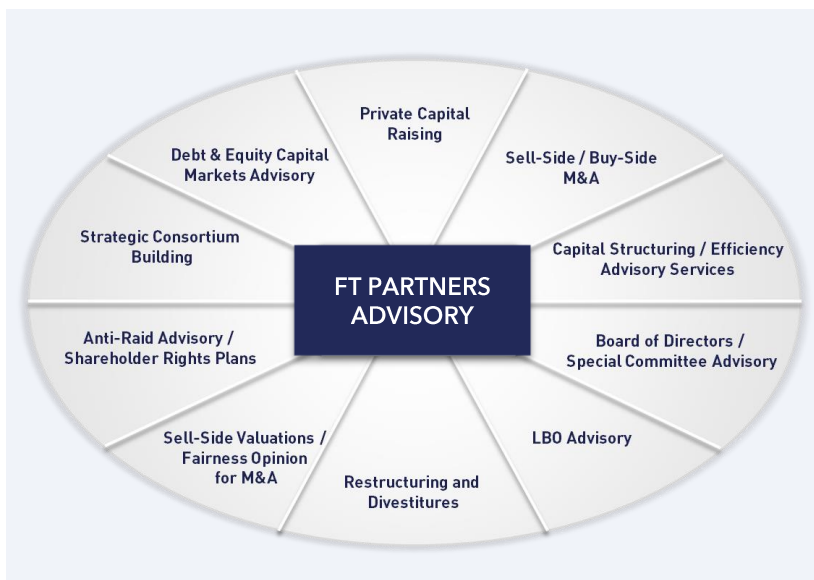 Private Capital
Raising
Sell-Side / Buy-Side
M&A
Capital Structuring / Efficiency
Advisory Services
Board of Directors /
Special Committee Advisory
LBO Advisory
Restructuring and
Divestitures
Sell-Side Valuations /
Fairness Opinion
for M&A
Anti-Raid Advisory /
Shareholder Rights Plans
Strategic Consortium
Building
Debt & Equity Capital
Markets Advisory
FT PARTNERS
ADVISORY